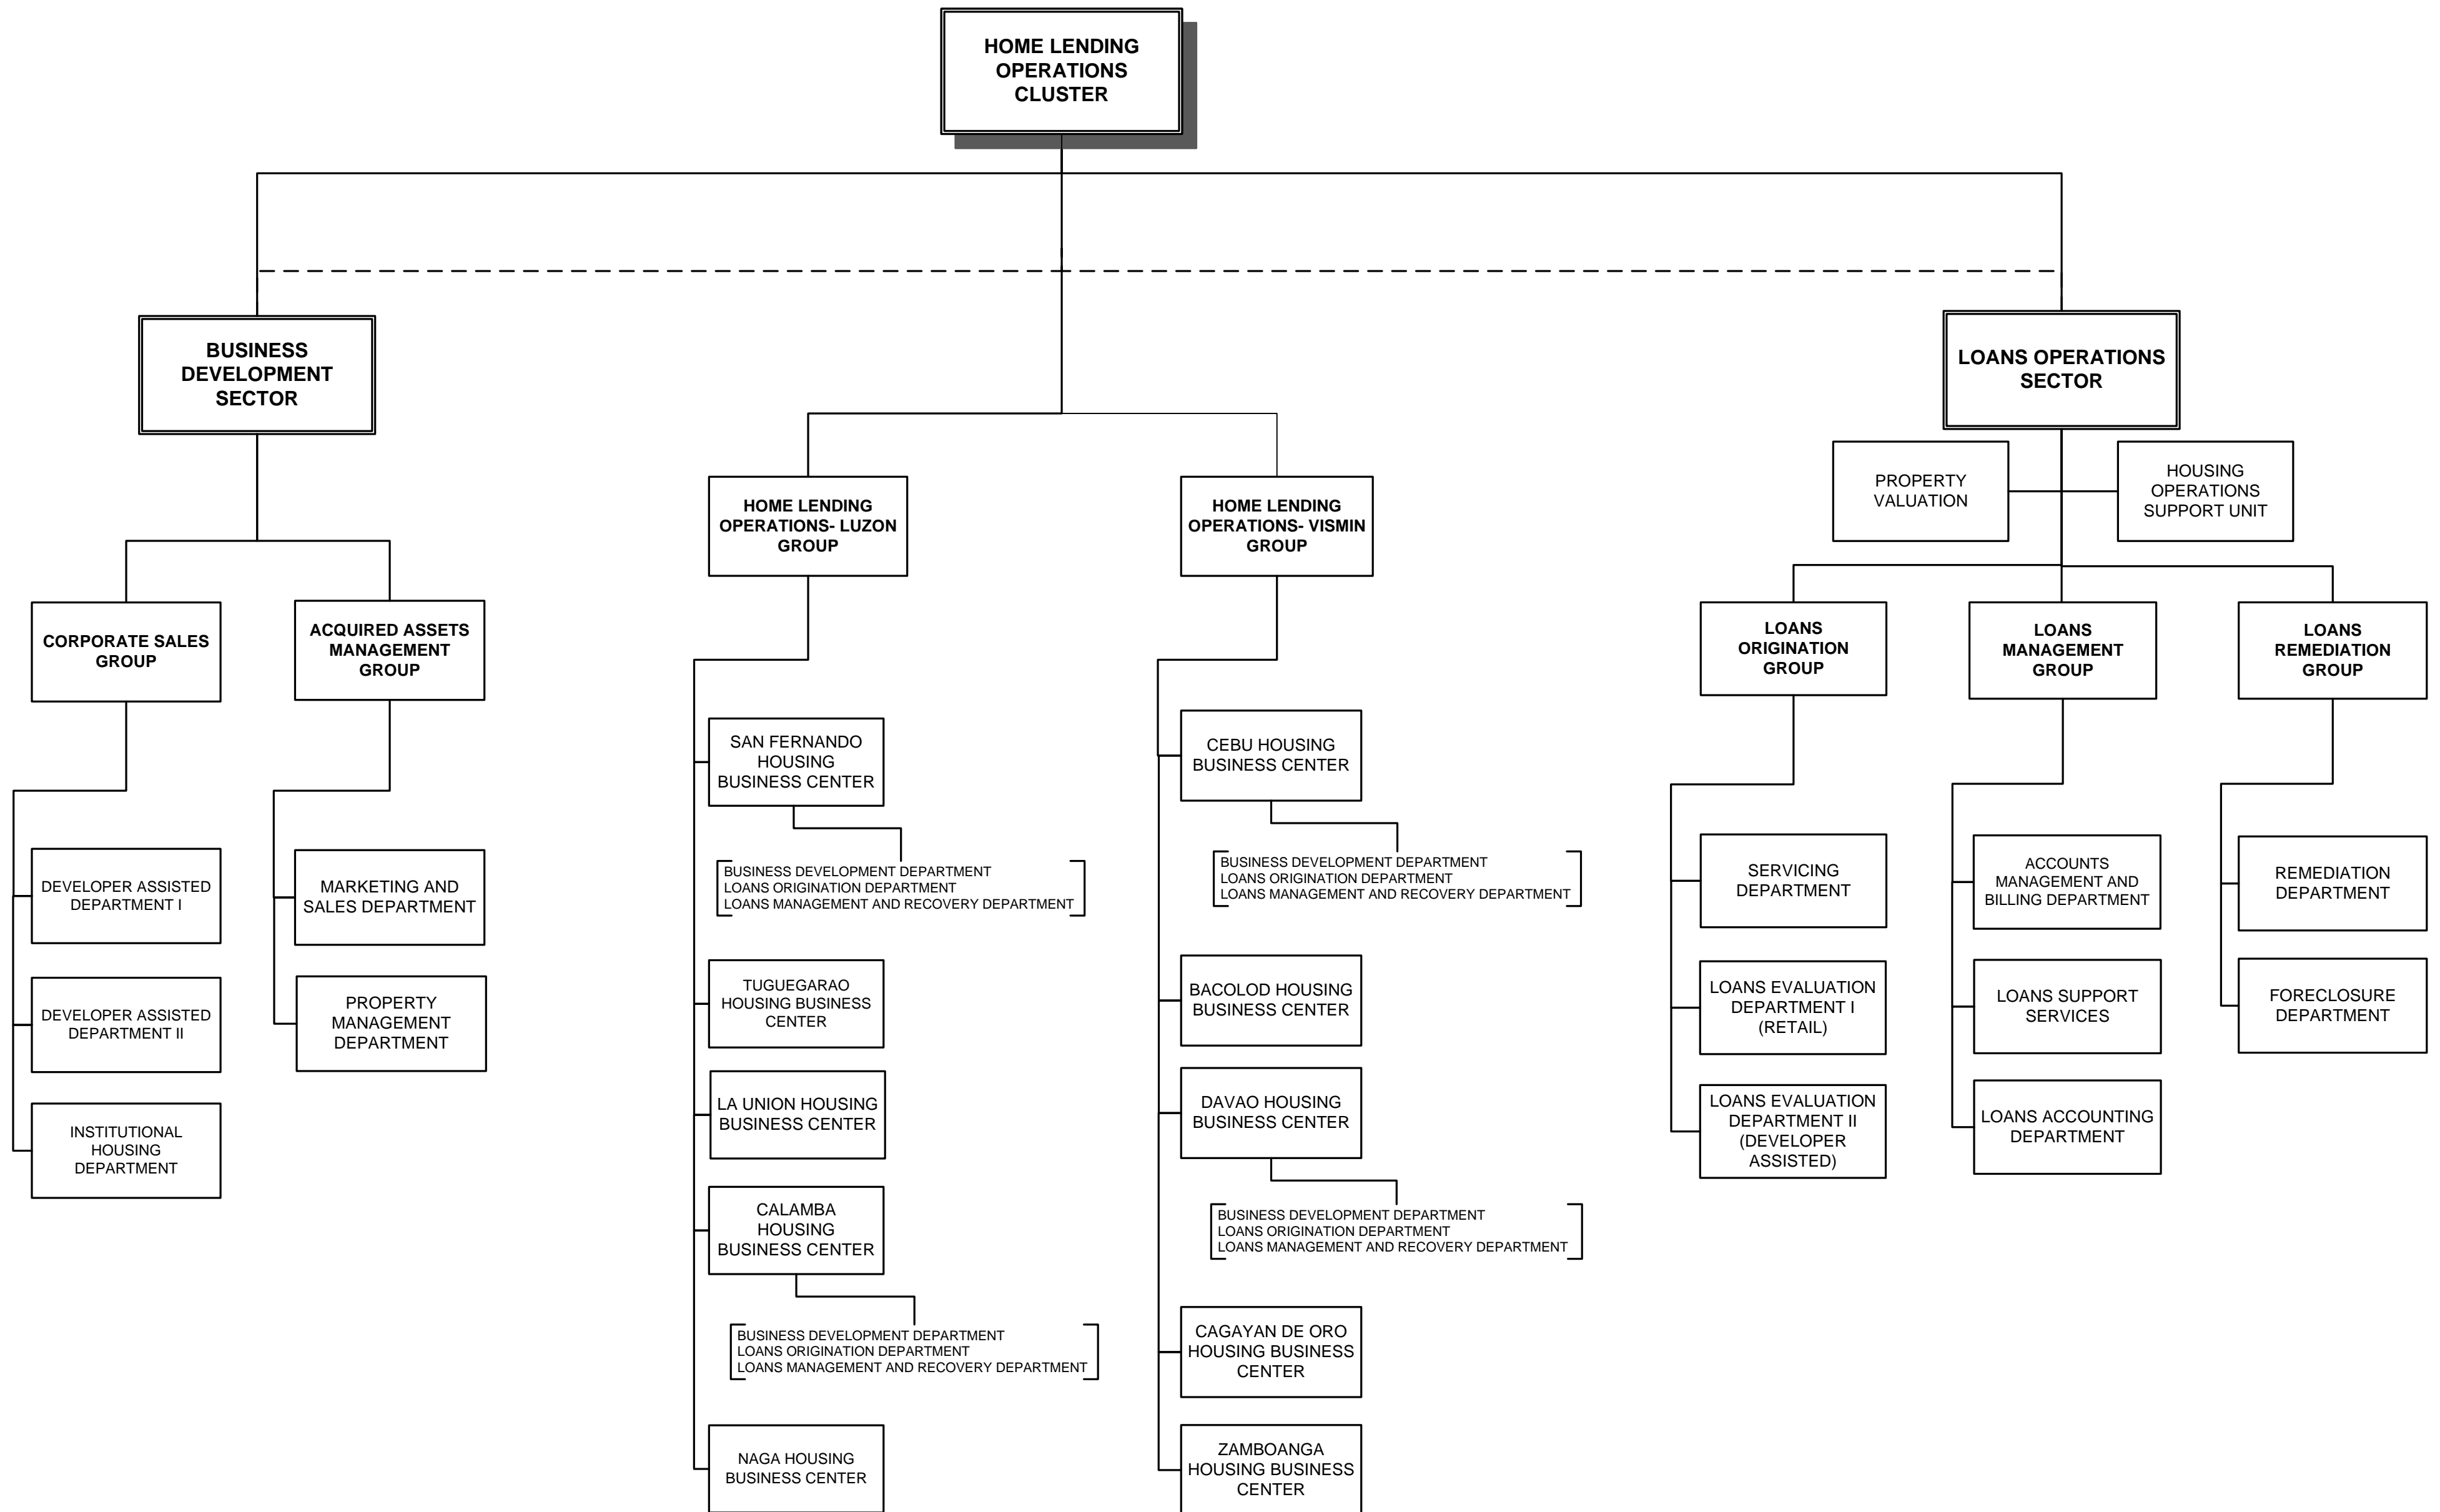 HOME LENDING
OPERATIONS
CLUSTER
BUSINESS
DEVELOPMENT
SECTOR
LOANS OPERATIONS
SECTOR
PROPERTY
VALUATION
HOUSING
OPERATIONS
SUPPORT UNIT
HOME LENDING
OPERATIONS- LUZON
GROUP
HOME LENDING
OPERATIONS- VISMIN
GROUP
CORPORATE SALES
GROUP
ACQUIRED ASSETS
MANAGEMENT
GROUP
LOANS
ORIGINATION
GROUP
LOANS
MANAGEMENT
GROUP
LOANS
REMEDIATION
GROUP
DEVELOPER ASSISTED
DEPARTMENT I
DEVELOPER ASSISTED
DEPARTMENT II
INSTITUTIONAL
HOUSING
DEPARTMENT
MARKETING AND
SALES DEPARTMENT
PROPERTY
MANAGEMENT
DEPARTMENT
SAN FERNANDO
HOUSING
BUSINESS CENTER
BUSINESS DEVELOPMENT DEPARTMENT
LOANS ORIGINATION DEPARTMENT
LOANS MANAGEMENT AND RECOVERY DEPARTMENT
TUGUEGARAO
HOUSING BUSINESS
CENTER
LA UNION HOUSING
BUSINESS CENTER
CALAMBA
HOUSING
BUSINESS CENTER
BUSINESS DEVELOPMENT DEPARTMENT
LOANS ORIGINATION DEPARTMENT
LOANS MANAGEMENT AND RECOVERY DEPARTMENT
NAGA HOUSING
BUSINESS CENTER
CEBU HOUSING
BUSINESS CENTER
BUSINESS DEVELOPMENT DEPARTMENT
LOANS ORIGINATION DEPARTMENT
LOANS MANAGEMENT AND RECOVERY DEPARTMENT
BACOLOD HOUSING
BUSINESS CENTER
DAVAO HOUSING
BUSINESS CENTER
BUSINESS DEVELOPMENT DEPARTMENT
LOANS ORIGINATION DEPARTMENT
LOANS MANAGEMENT AND RECOVERY DEPARTMENT
CAGAYAN DE ORO
HOUSING BUSINESS
CENTER
ZAMBOANGA
HOUSING BUSINESS
CENTER
SERVICING
DEPARTMENT
LOANS EVALUATION
DEPARTMENT I
(RETAIL)
LOANS EVALUATION
DEPARTMENT II
(DEVELOPER
ASSISTED)
ACCOUNTS
MANAGEMENT AND
BILLING DEPARTMENT
LOANS SUPPORT
SERVICES
LOANS ACCOUNTING
DEPARTMENT
REMEDIATION
DEPARTMENT
FORECLOSURE
DEPARTMENT